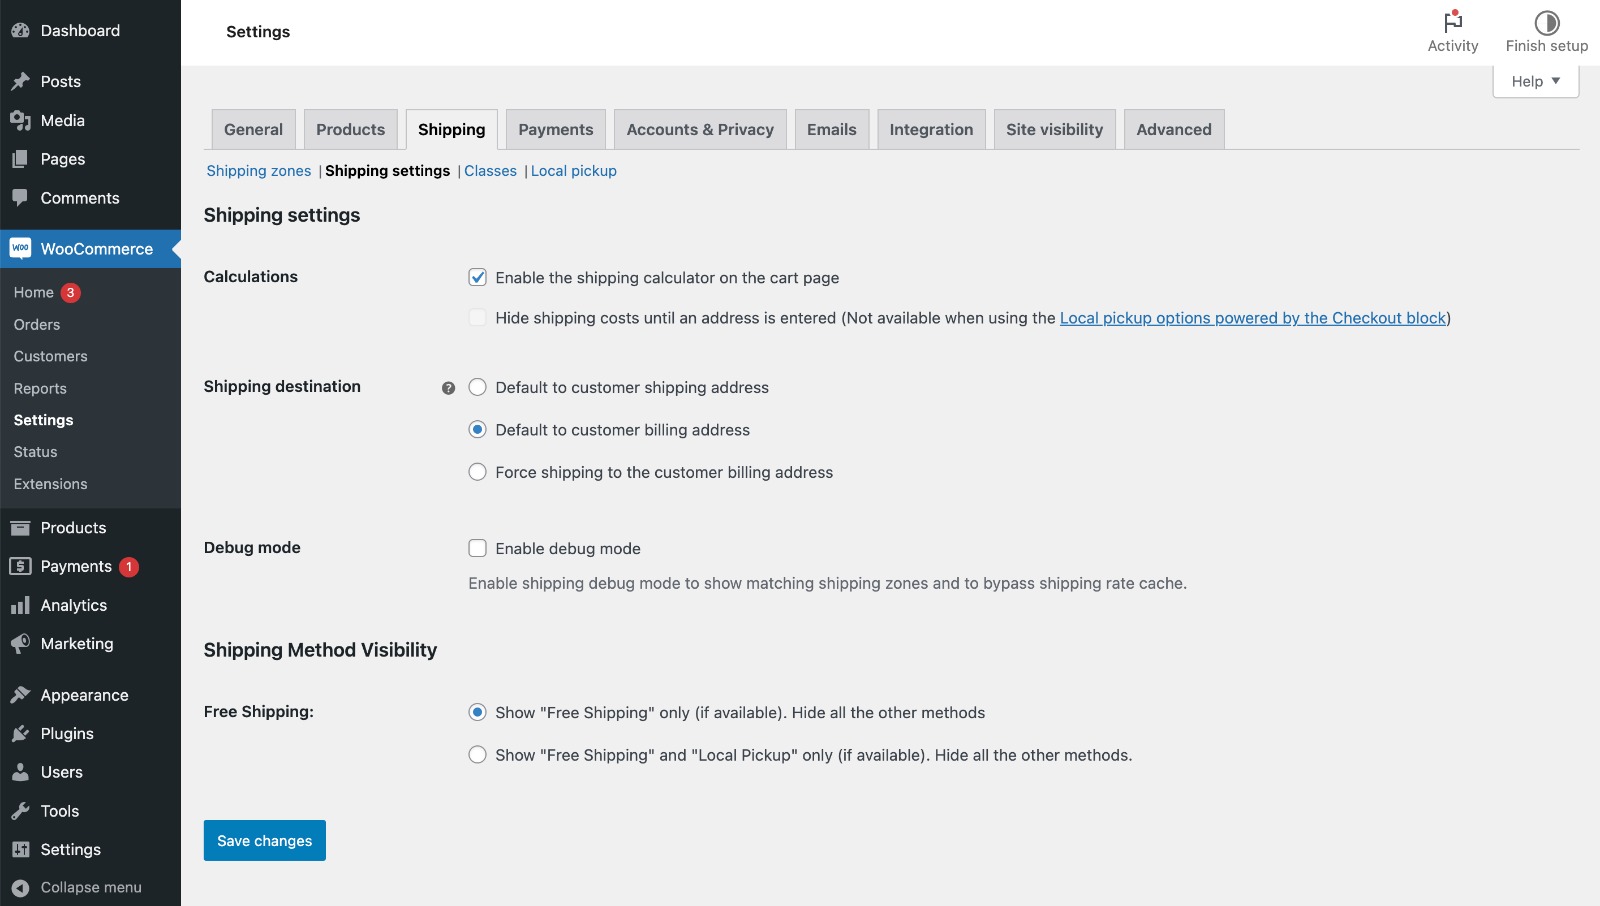 Dashboard
Posts
Media
Pages
Comments
woo WooCommerce
Home 3
Orders
Customers
Reports
Settings
Status
Extensions
Products
Payments 1
Analytics
Marketing
Appearance
Plugins
Users
Tools
Settings
Collapse menu
Settings
Activity
Finish setup
Help
General Products Shipping Payments Accounts & Privacy Emails Integration Site visibility Advanced
Shipping zones | Shipping settings | Classes | Local pickup
Shipping settings
Calculations
Enable the shipping calculator on the cart page
Hide shipping costs until an address is entered (Not available when using the Local pickup options powered by the Checkout block)
Shipping destination ?
Default to customer shipping address
Default to customer billing address
Force shipping to the customer billing address
Debug mode
Enable debug mode
Enable shipping debug mode to show matching shipping zones and to bypass shipping rate cache.
Shipping Method Visibility
Free Shipping:
Show "Free Shipping" only (if available). Hide all the other methods
Show "Free Shipping" and "Local Pickup" only (if available). Hide all the other methods.
Save changes